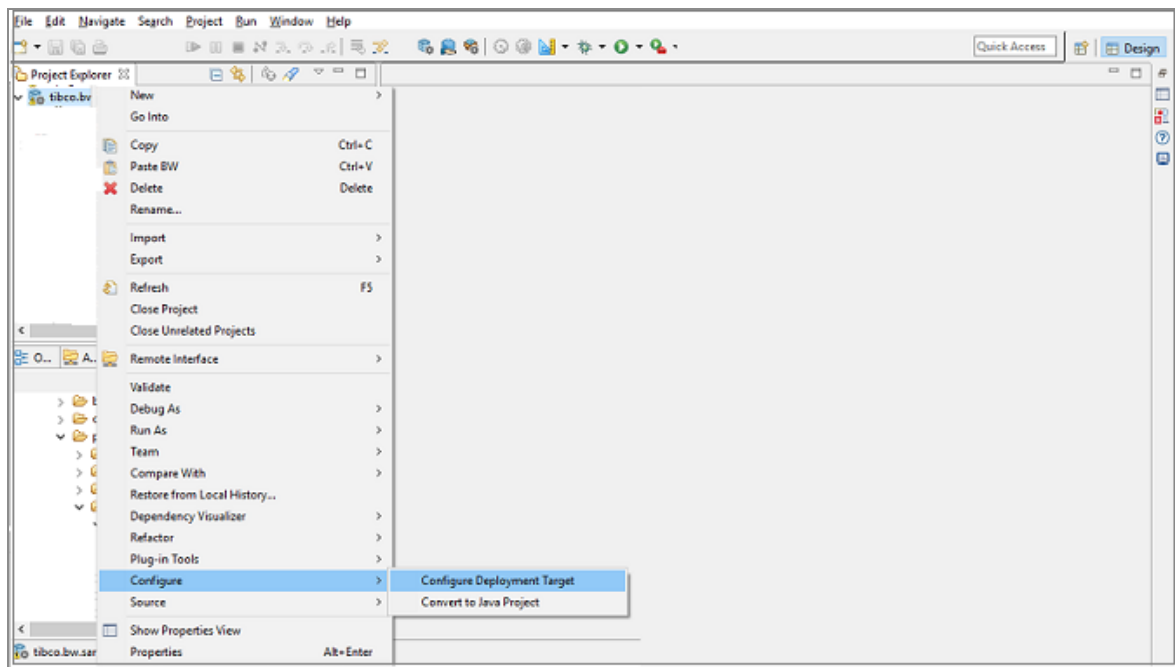 File Edit Navigate Search Project Run Window Help
Quick Access Design
Project Explorer
tibco.bw
New
Go Into
Copy Ctrl+C
Paste BW Ctrl+V
Delete Delete
Rename...
Import
Export
Refresh F5
Close Project
Close Unrelated Projects
O... A..
Remote Interface
Validate
Debug As
Run As
Team
Compare With
Restore from Local History...
Dependency Visualizer
Refactor
Plug-in Tools
Configure Configure Deployment Target
Source Convert to Java Project
Show Properties View
tibco.bw.sar Properties Alt+Enter